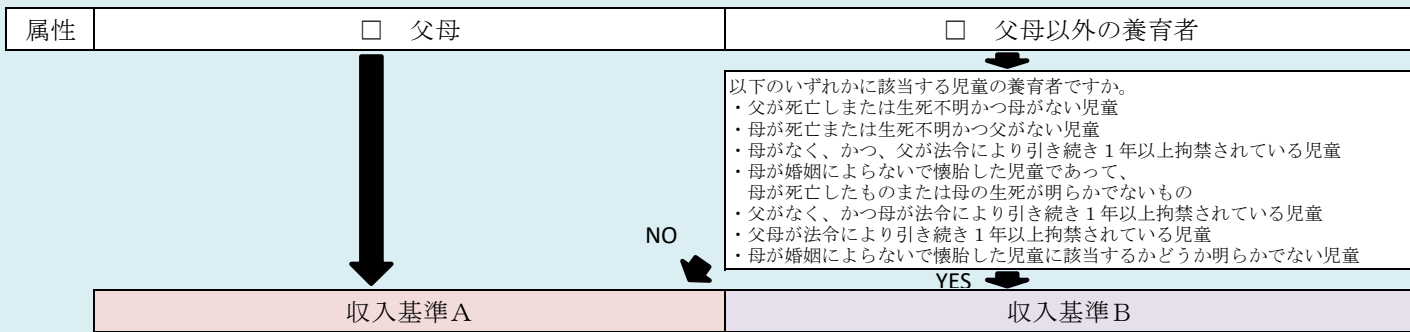 属性
□　父母
□　父母以外の養育者
以下のいずれかに該当する児童の養育者ですか。
・父が死亡しまたは生死不明かつ母がない児童
・母が死亡または生死不明かつ父がない児童
・母がなく、かつ、父が法令により引き続き１年以上拘禁されている児童
・母が婚姻によらないで懐胎した児童であって、
母が死亡したものまたは母の生死が明らかでないもの
・父がなく、かつ母が法令により引き続き１年以上拘禁されている児童
・父母が法令により引き続き１年以上拘禁されている児童
・母が婚姻によらないで懐胎した児童に該当するかどうか明らかでない児童
NO
YES
収入基準Ａ
収入基準Ｂ